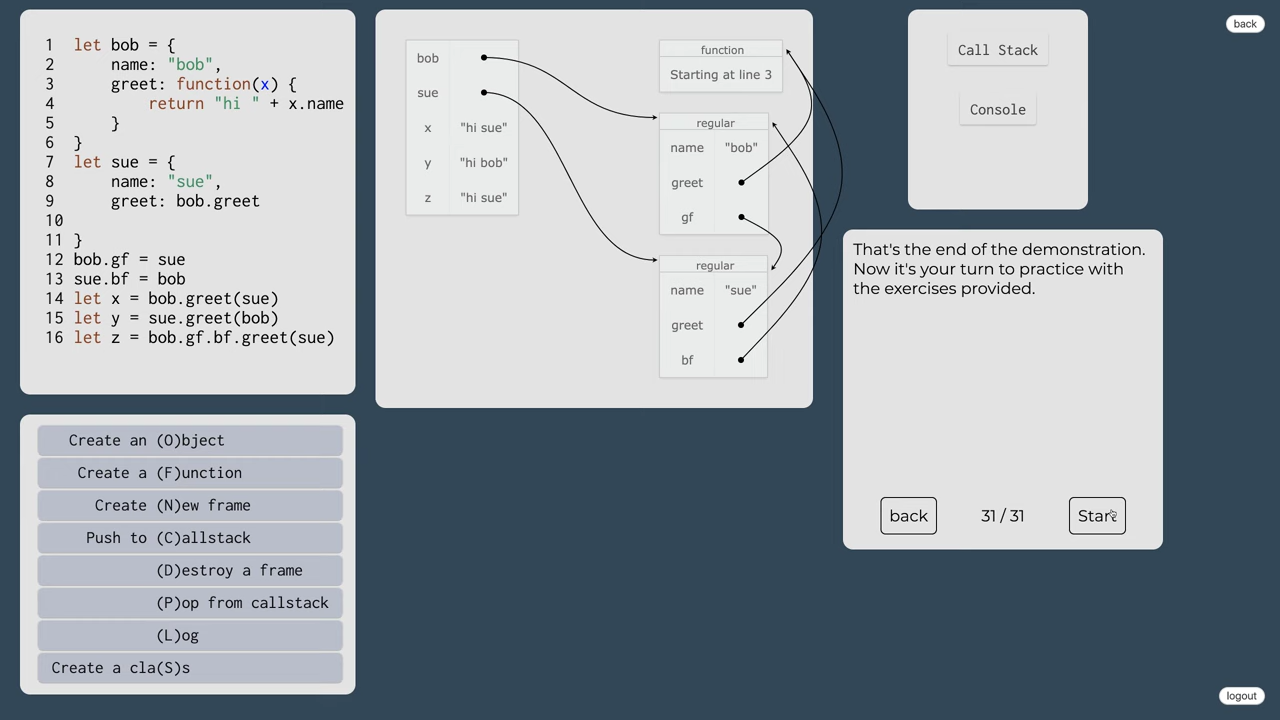 1 let bob = {
2 name: "bob",
3 greet: function(x) {
4 return "hi " + x.name
5 }
6 }
7 let sue = {
8 name: "sue",
9 greet: bob.greet
10
11 }
12 bob.gf = sue
13 sue.bf = bob
14 let x = bob.greet(sue)
15 let y = sue.greet(bob)
16 let z = bob.gf.bf.greet(sue)
Create an (O)bject
Create a (F)unction
Create (N)ew frame
Push to (C)allstack
(D)estroy a frame
(P)op from callstack
(L)og
Create a cla(S)s
bob
sue
x "hi sue"
y "hi bob"
z "hi sue"
function
Starting at line 3
regular
name "bob"
greet
gf
regular
name "sue"
greet
bf
Call Stack
Console
back
That's the end of the demonstration.
Now it's your turn to practice with
the exercises provided.
back 31 / 31 Start
logout